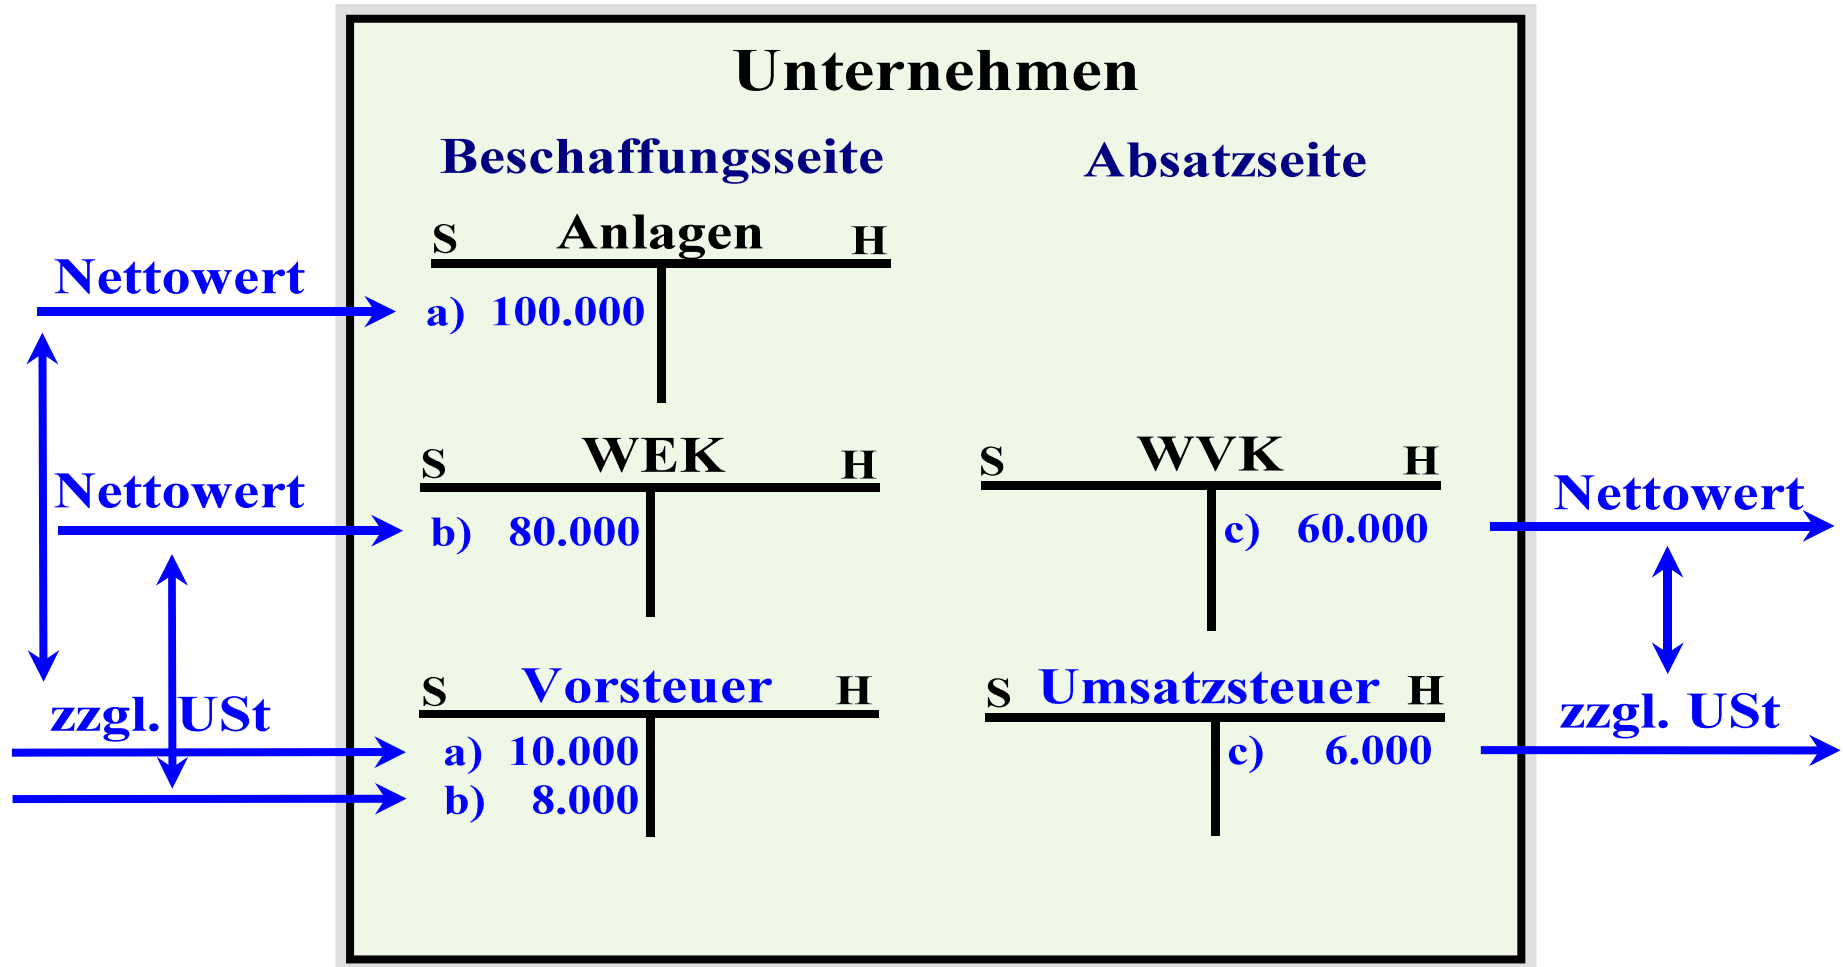 Unternehmen
Beschaffungsseite
Absatzseite
S Anlagen H
Nettowert
a) 100.000
S WEK H
S WVK H
Nettowert
b) 80.000
c) 60.000
Nettowert
S Vorsteuer H
S Umsatzsteuer H
zzgl. USt
a) 10.000
c) 6.000
zzgl. USt
b) 8.000